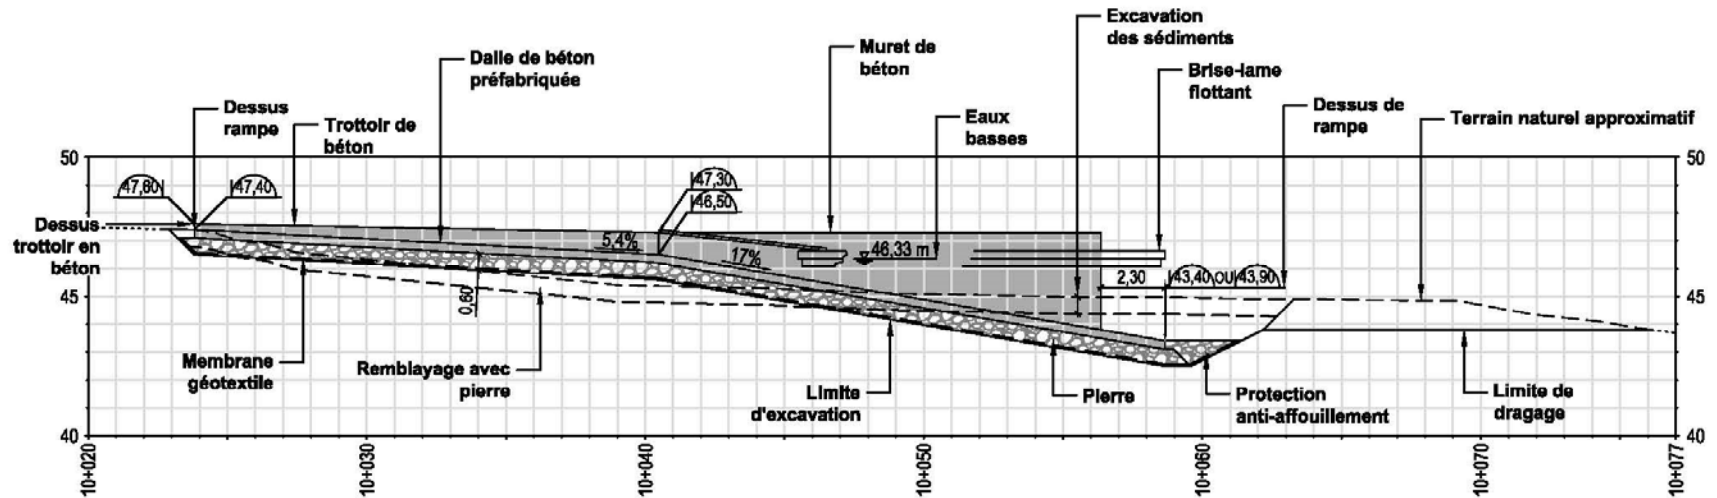 Excavation
des sédiments
Muret de
béton
Dalle de béton
préfabriquée
Brise-lame
flottant
Dessus
rampe
Trottoir de
béton
Eaux
basses
Dessus de
rampe
Terrain naturel approximatif
50
50
47,60
47,40
47,30
46,50
Dessus
trottoir en
béton
5,4%
17%
46,33 m
2,30
43,40 OU 43,90
45
45
0,60
Membrane
géotextile
Remblayage avec
pierre
Limite
d'excavation
Pierre
Protection
anti-affouillement
Limite de
dragage
40
40
10+020
10+030
10+040
10+050
10+060
10+070
10+077